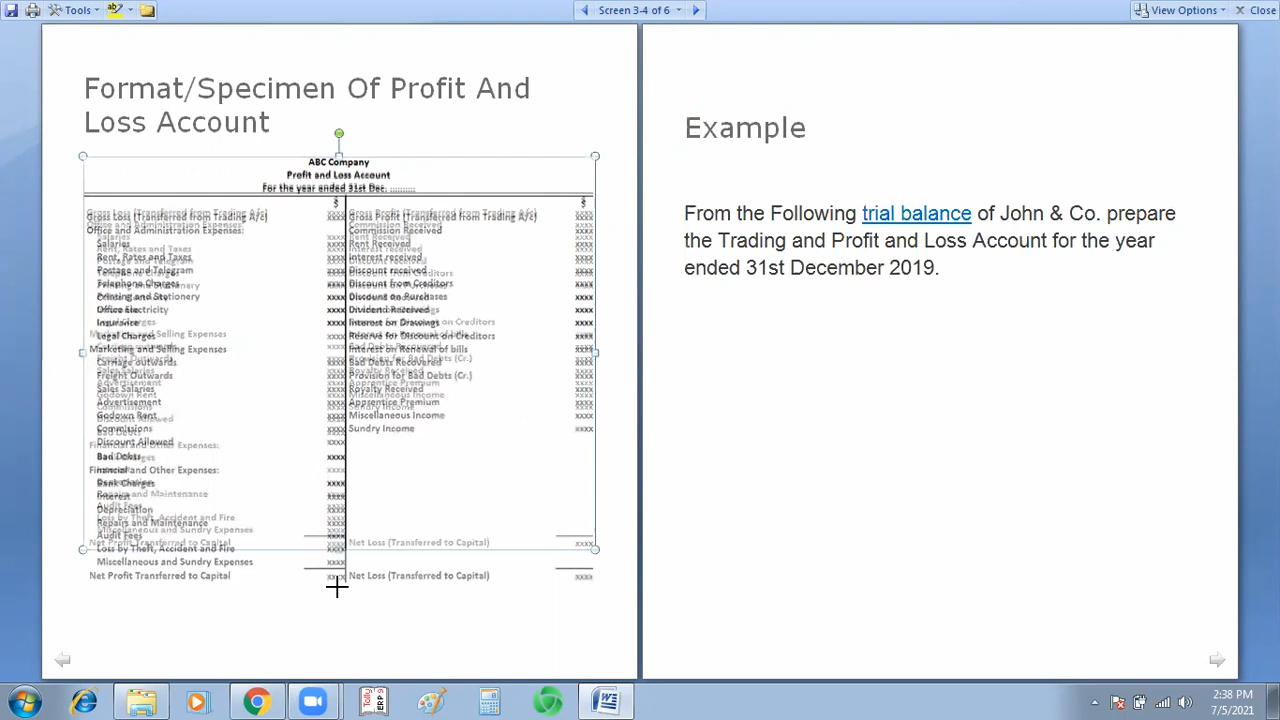 Tools
Screen 3-4 of 6
View Options
Close
Format/Specimen Of Profit And
Loss Account
ABC Company
Profit and Loss Account
For the year ended 31st Dec. ..........
$ $
Gross Loss (Transferred from Trading A/c) xxxx Gross Profit (Transferred from Trading A/c) xxxx
Office and Administration Expenses: Commission Received xxxx
Salaries xxxx Rent Received xxxx
Rent, Rates and Taxes xxxx Interest received xxxx
Postage and Telegram xxxx Discount received xxxx
Telephone Charges xxxx Discount from Creditors xxxx
Printing and Stationery xxxx Discount on Purchases xxxx
Office Electricity xxxx Dividend Received xxxx
Insurance xxxx Interest on Drawings xxxx
Legal Charges xxxx Reserve for Discount on Creditors xxxx
Marketing and Selling Expenses Interest on Renewal of bills xxxx
Carriage outwards xxxx Bad Debts Recovered xxxx
Freight Outwards xxxx Provision for Bad Debts (Cr.) xxxx
Sales Salaries xxxx Royalty Received xxxx
Advertisement xxxx Apprentice Premium xxxx
Godown Rent xxxx Miscellaneous Income xxxx
Commissions xxxx Sundry Income xxxx
Discount Allowed xxxx
Bad Debts xxxx
Financial and Other Expenses:
Bank Charges xxxx
Interest xxxx
Depreciation xxxx
Repairs and Maintenance xxxx
Audit Fees xxxx
Loss by Theft, Accident and Fire xxxx
Miscellaneous and Sundry Expenses xxxx
Net Profit Transferred to Capital xxxx Net Loss (Transferred to Capital) xxxx
Example
From the Following trial balance of John & Co. prepare
the Trading and Profit and Loss Account for the year
ended 31st December 2019.
Tally
ERP 9
2:38 PM
7/5/2021